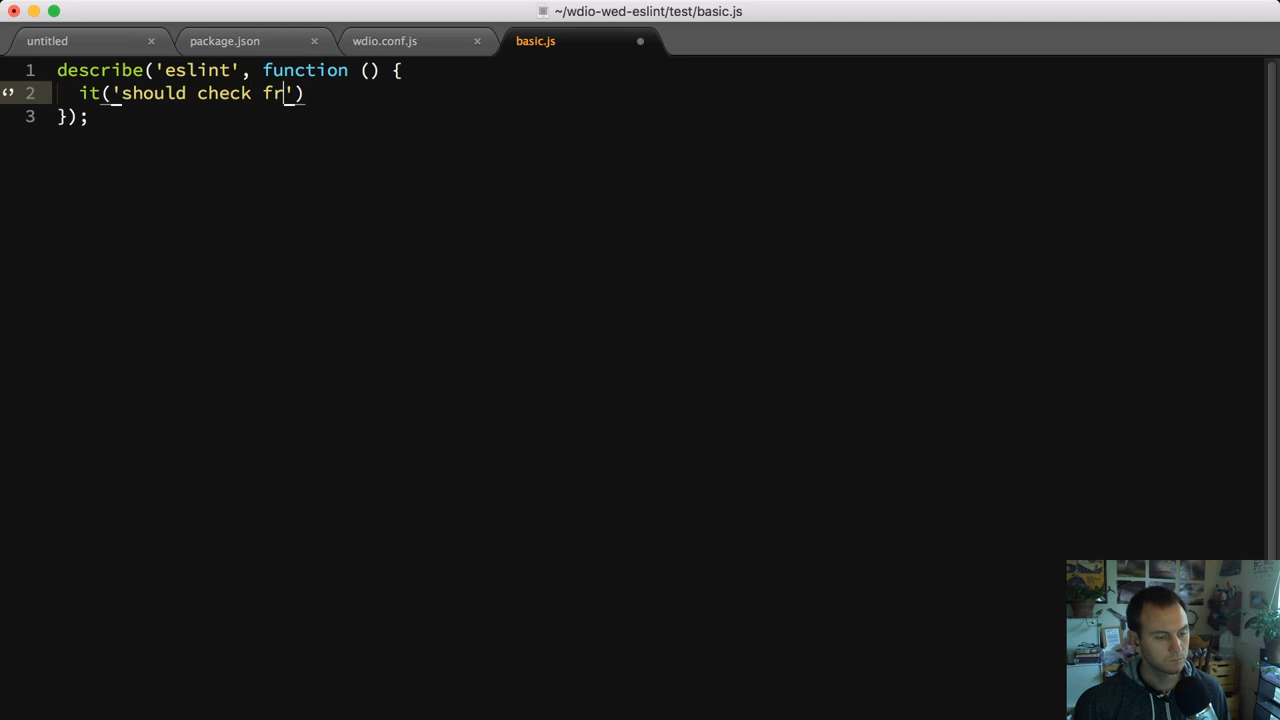 ~/wdio-wed-eslint/test/basic.js
untitled
package.json
wdio.conf.js
basic.js
1 describe('eslint', function () {
2 it('should check fr')
3 });